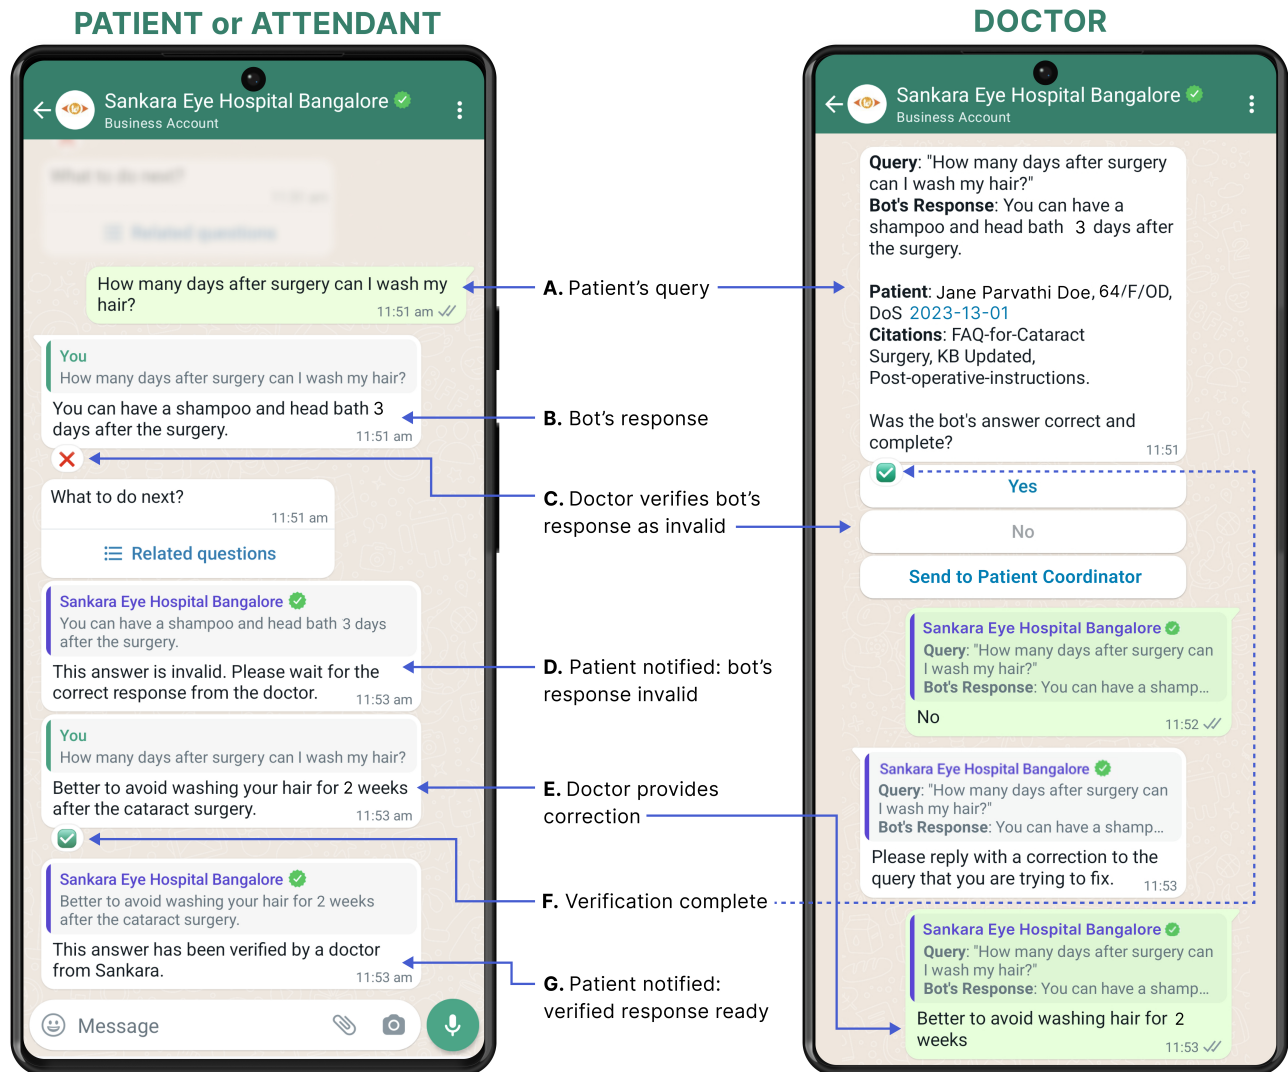 PATIENT or ATTENDANT
Sankara Eye Hospital Bangalore
Business Account
What to do next?
11:51 am
Related questions
How many days after surgery can I wash my
hair?
11:51 am
You
How many days after surgery can I wash my hair?
You can have a shampoo and head bath 3
days after the surgery.
11:51 am
What to do next?
11:51 am
Related questions
Sankara Eye Hospital Bangalore
You can have a shampoo and head bath 3 days
after the surgery.
This answer is invalid. Please wait for the
correct response from the doctor.
11:53 am
You
How many days after surgery can I wash my hair?
Better to avoid washing your hair for 2 weeks
after the cataract surgery.
11:53 am
Sankara Eye Hospital Bangalore
Better to avoid washing your hair for 2 weeks
after the cataract surgery.
This answer has been verified by a doctor
from Sankara.
11:53 am
Message
A. Patient's query
B. Bot's response
C. Doctor verifies bot's
response as invalid
D. Patient notified: bot's
response invalid
E. Doctor provides
correction
F. Verification complete
G. Patient notified:
verified response ready
DOCTOR
Sankara Eye Hospital Bangalore
Business Account
Query: "How many days after surgery
can I wash my hair?"
Bot's Response: You can have a
shampoo and head bath 3 days after
the surgery.
Patient: Jane Parvathi Doe, 64/F/OD,
DoS 2023-13-01
Citations: FAQ-for-Cataract
Surgery, KB Updated,
Post-operative-instructions.
Was the bot's answer correct and
complete?
11:51
Yes
No
Send to Patient Coordinator
Sankara Eye Hospital Bangalore
Query: "How many days after surgery can
I wash my hair?"
Bot's Response: You can have a shamp...
No
11:52
Sankara Eye Hospital Bangalore
Query: "How many days after surgery can
I wash my hair?"
Bot's Response: You can have a shamp...
Please reply with a correction to the
query that you are trying to fix.
11:53
Sankara Eye Hospital Bangalore
Query: "How many days after surgery can
I wash my hair?"
Bot's Response: You can have a shamp...
Better to avoid washing hair for 2
weeks
11:53